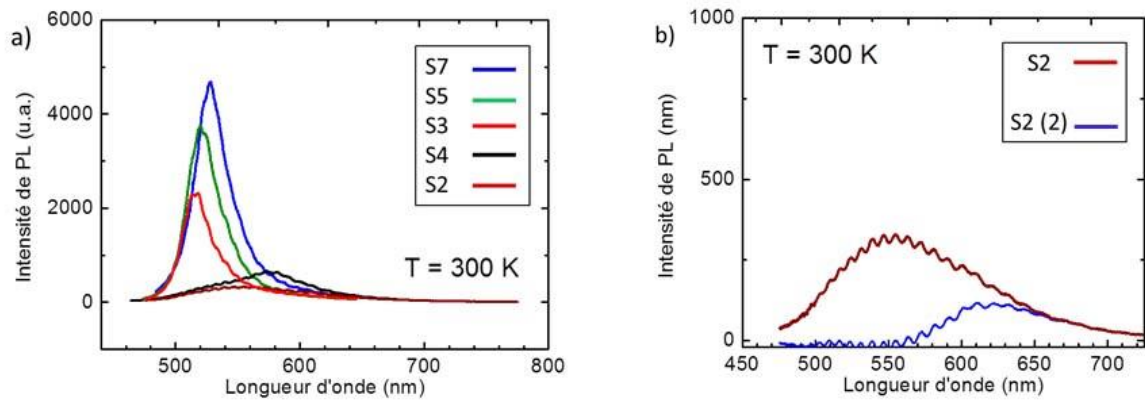 a)
6000
4000
2000
0
Intensité de PL (u.a.)
S7
S5
S3
S4
S2
T = 300 K
500
600
700
800
Longueur d'onde (nm)
b)
1000
500
0
Intensité de PL (nm)
T = 300 K
S2
S2 (2)
450
500
550
600
650
700
Longueur d'onde (nm)